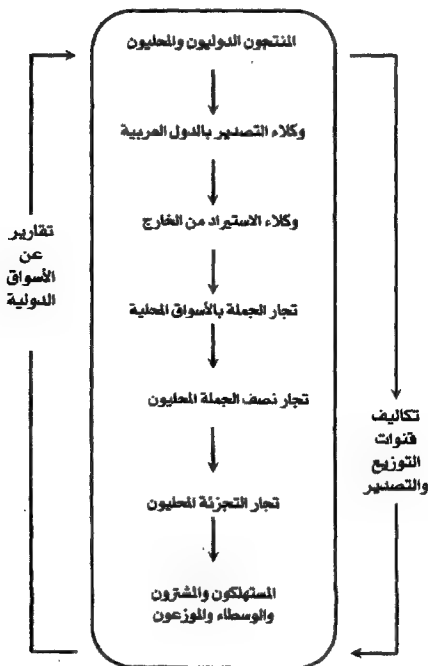 المنتجون الدوليون والمحليون
وكلاء التصدير بالدول العربية
وكلاء الاستيراد من الخارج
تجار الجملة بالأسواق المحلية
تجار نصف الجملة المحليون
تجار التجزئة المحليون
المستهلكون والمشترون
والوسطاء والموزعون
تقارير
عن
الأسواق
الدولية
تكاليف
قنوات
التوزيع
والتصدير